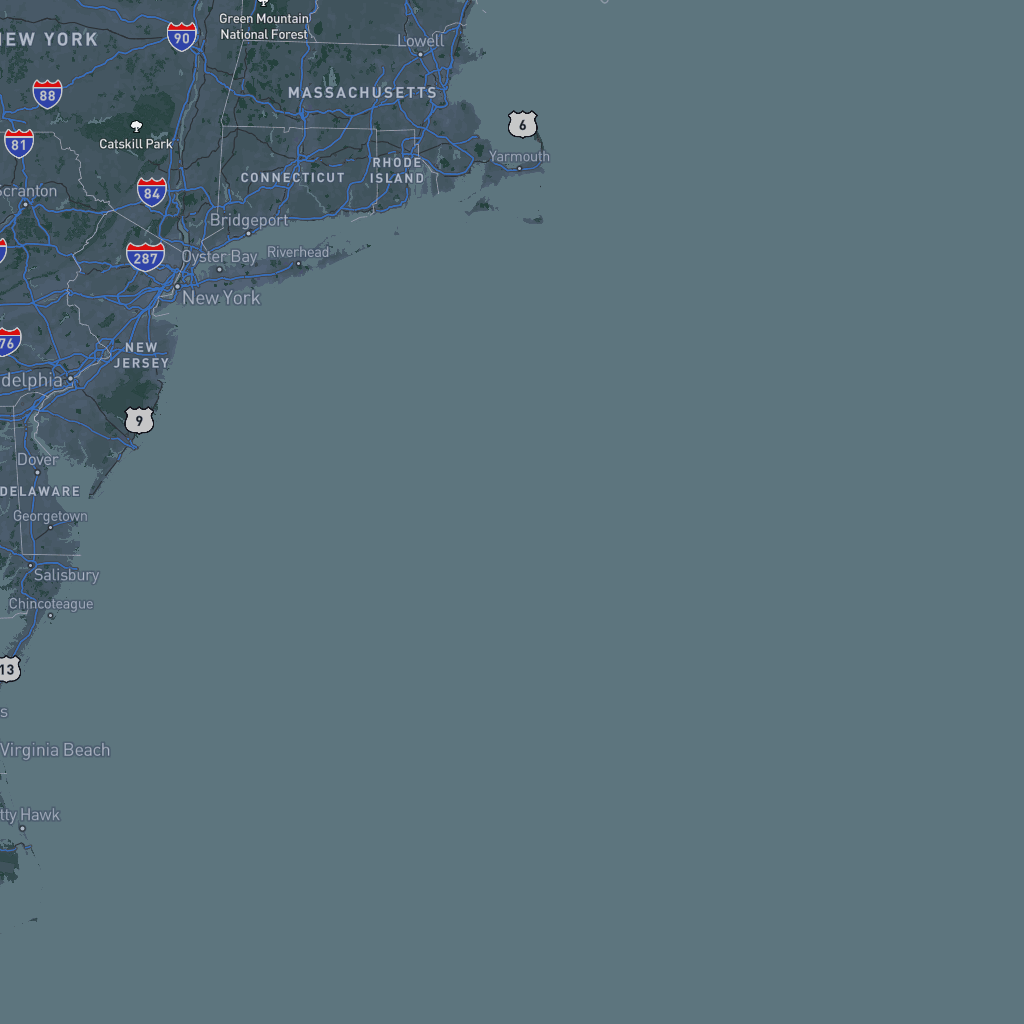 Green Mountain
National Forest
NEW YORK
90
Lowell
88
MASSACHUSETTS
6
81
Catskill Park
Yarmouth
RHODE
ISLAND
CONNECTICUT
84
Scranton
Bridgeport
287
Oyster Bay
Riverhead
New York
76
NEW
JERSEY
adelphia
9
Dover
DELAWARE
Georgetown
Salisbury
Chincoteague
13
s
Virginia Beach
tty Hawk